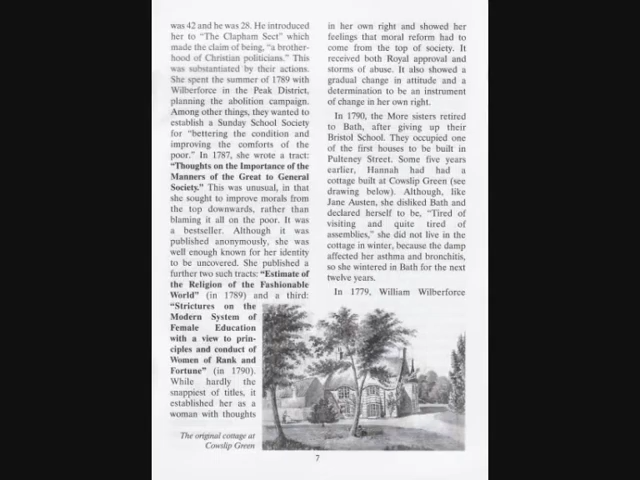 was 42 and he was 28. He introduced
her to "The Clapham Sect" which
made the claim of being, "a brother-
hood of Christian politicians." This
was substantiated by their actions.
She spent the summer of 1789 with
Wilberforce in the Peak District,
planning the abolition campaign.
Among other things, they wanted to
establish a Sunday School Society
for "bettering the condition and
improving the comforts of the
poor." In 1787, she wrote a tract:
"Thoughts on the Importance of the
Manners of the Great to General
Society." This was unusual, in that
she sought to improve morals from
the top downwards, rather than
blaming it all on the poor. It was
a bestseller. Although it was
published anonymously, she was
well enough known for her identity
to be uncovered. She published a
further two such tracts: "Estimate of
the Religion of the Fashionable
World" (in 1789) and a third:
"Strictures on the
Modern System of
Female Education
with a view to prin-
ciples and conduct of
Women of Rank and
Fortune" (in 1790).
While hardly the
snappiest of titles, it
established her as a
woman with thoughts
The original cottage at
Cowslip Green
in her own right and showed her
feelings that moral reform had to
come from the top of society. It
received both Royal approval and
storms of abuse. It also showed a
gradual change in attitude and a
determination to be an instrument
of change in her own right.
In 1790, the More sisters retired
to Bath, after giving up their
Bristol School. They occupied one
of the first houses to be built in
Pulteney Street. Some five years
earlier, Hannah had had a
cottage built at Cowslip Green (see
drawing below). Although, like
Jane Austen, she disliked Bath and
declared herself to be, "Tired of
visiting and quite tired of
assemblies," she did not live in the
cottage in winter, because the damp
affected her asthma and bronchitis,
so she wintered in Bath for the next
twelve years.
In 1779, William Wilberforce
7